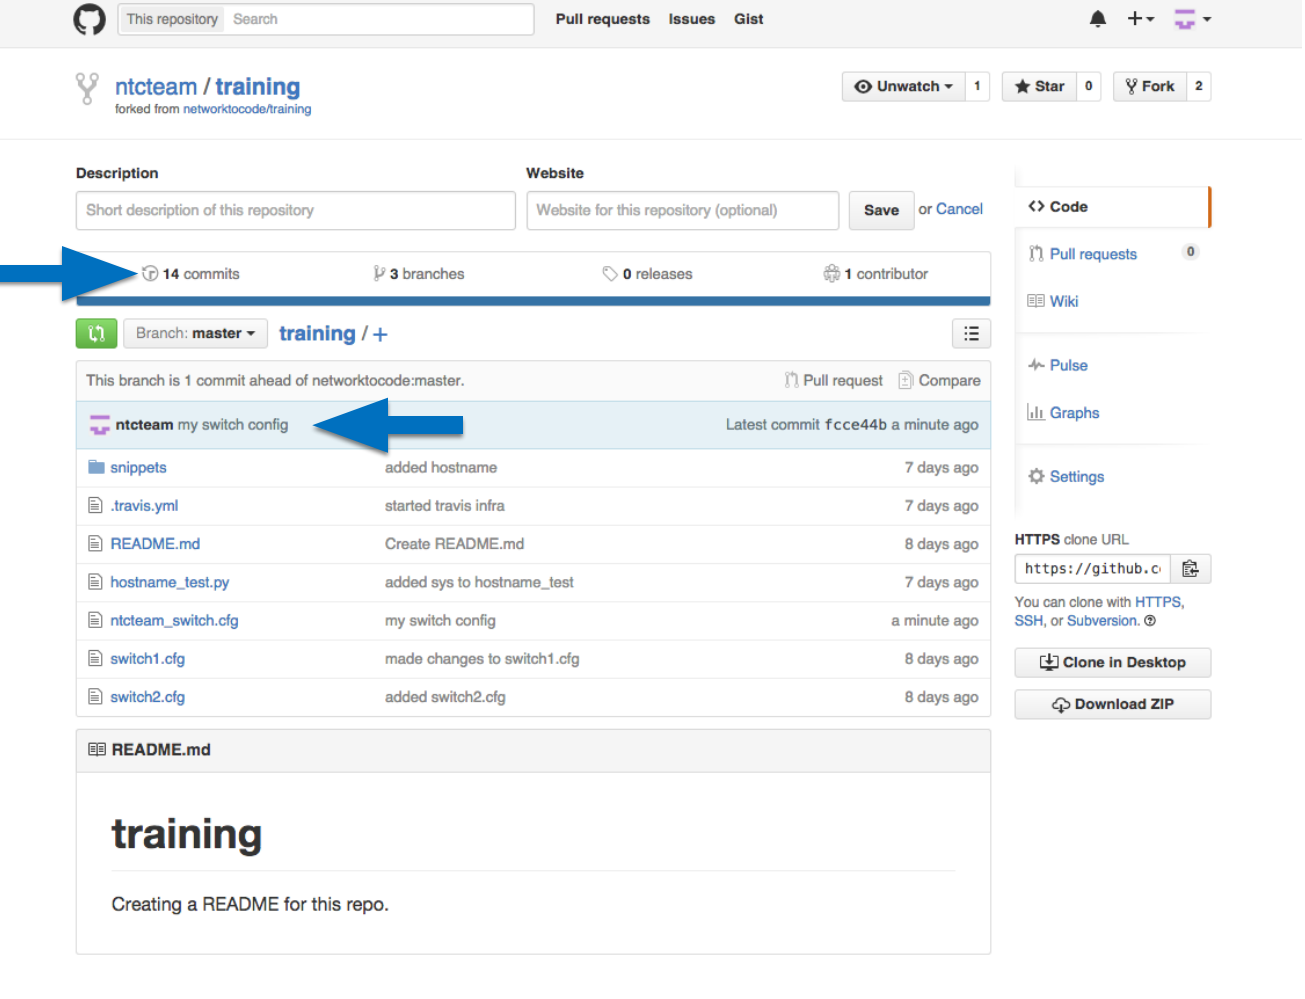 This repository Search Pull requests Issues Gist
ntcteam / training
forked from networktocode/training
Unwatch 1 Star 0 Fork 2
Description Website
Short description of this repository Website for this repository (optional) Save or Cancel
14 commits 3 branches 0 releases 1 contributor
Branch: master training / +
This branch is 1 commit ahead of networktocode:master. Pull request Compare
ntcteam my switch config Latest commit fcce44b a minute ago
snippets added hostname 7 days ago
.travis.yml started travis infra 7 days ago
README.md Create README.md 8 days ago
hostname_test.py added sys to hostname_test 7 days ago
ntcteam_switch.cfg my switch config a minute ago
switch1.cfg made changes to switch1.cfg 8 days ago
switch2.cfg added switch2.cfg 8 days ago
README.md
training
Creating a README for this repo.
Code
Pull requests 0
Wiki
Pulse
Graphs
Settings
HTTPS clone URL
https://github.c
You can clone with HTTPS,
SSH, or Subversion.
Clone in Desktop
Download ZIP